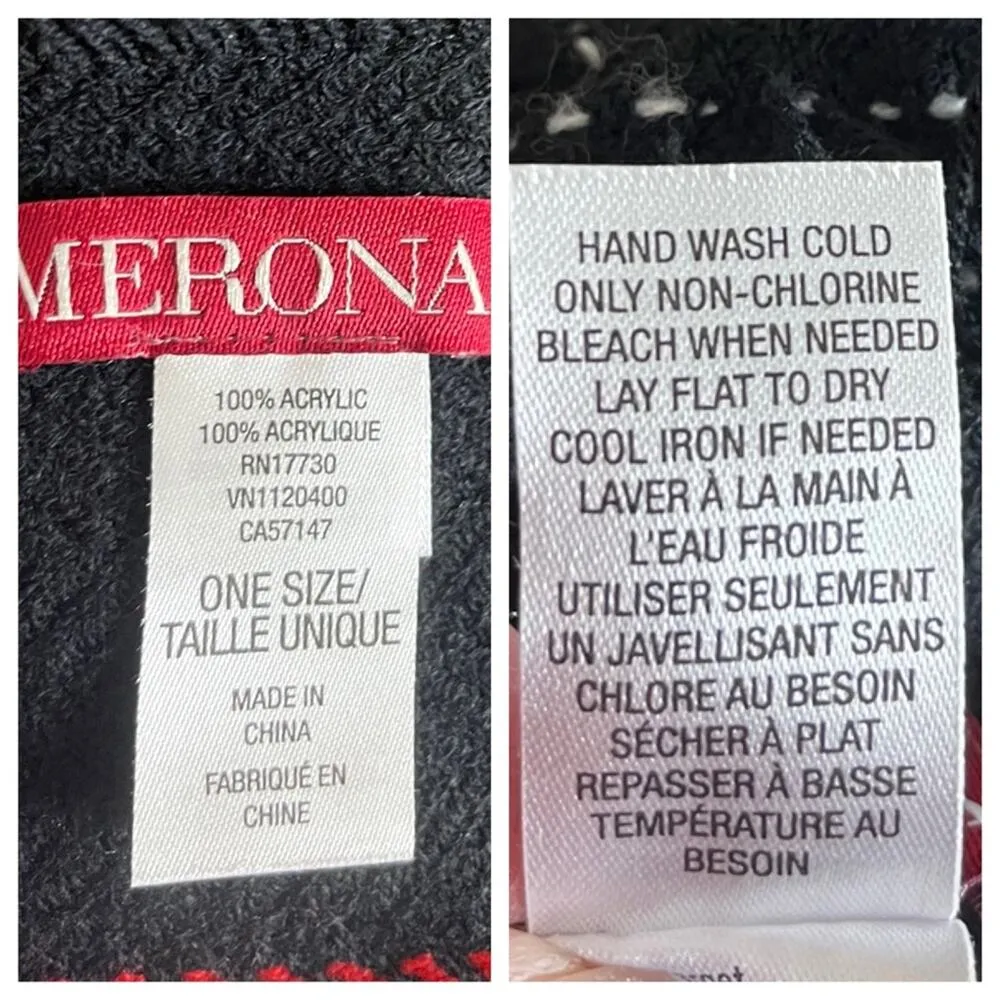 MERONA
100% ACRYLIC
100% ACRYLIQUE
RN17730
VN1120400
CA57147
ONE SIZE/
TAILLE UNIQUE
MADE IN
CHINA
FABRIQUÉ EN
CHINE
HAND WASH COLD
ONLY NON-CHLORINE
BLEACH WHEN NEEDED
LAY FLAT TO DRY
COOL IRON IF NEEDED
LAVER À LA MAIN À
L'EAU FROIDE
UTILISER SEULEMENT
UN JAVELLISANT SANS
CHLORE AU BESOIN
SÉCHER À PLAT
REPASSER À BASSE
TEMPÉRATURE AU
BESOIN